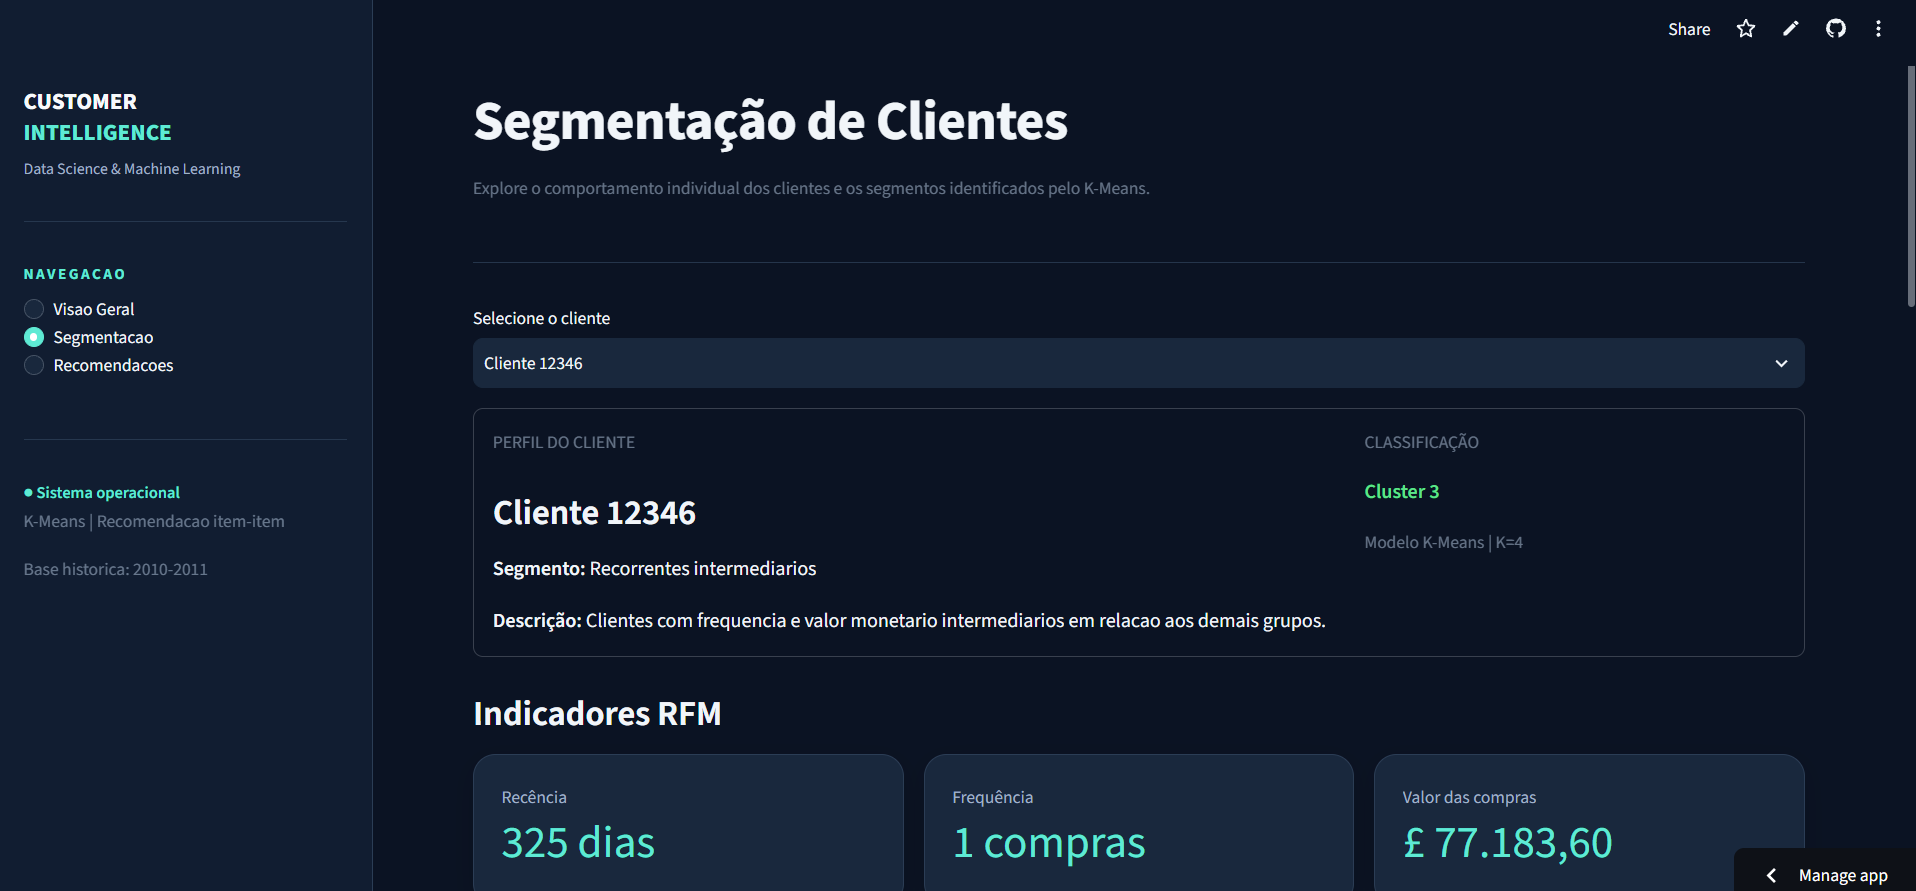 Share
CUSTOMER
INTELLIGENCE
Data Science & Machine Learning
NAVEGACAO
Visao Geral
Segmentacao
Recomendacoes
● Sistema operacional
K-Means | Recomendacao item-item
Base historica: 2010-2011
Segmentação de Clientes
Explore o comportamento individual dos clientes e os segmentos identificados pelo K-Means.
Selecione o cliente
Cliente 12346
PERFIL DO CLIENTE
Cliente 12346
Segmento: Recorrentes intermediarios
Descrição: Clientes com frequencia e valor monetario intermediarios em relacao aos demais grupos.
CLASSIFICAÇÃO
Cluster 3
Modelo K-Means | K=4
Indicadores RFM
Recência
325 dias
Frequência
1 compras
Valor das compras
£ 77.183,60
Manage app